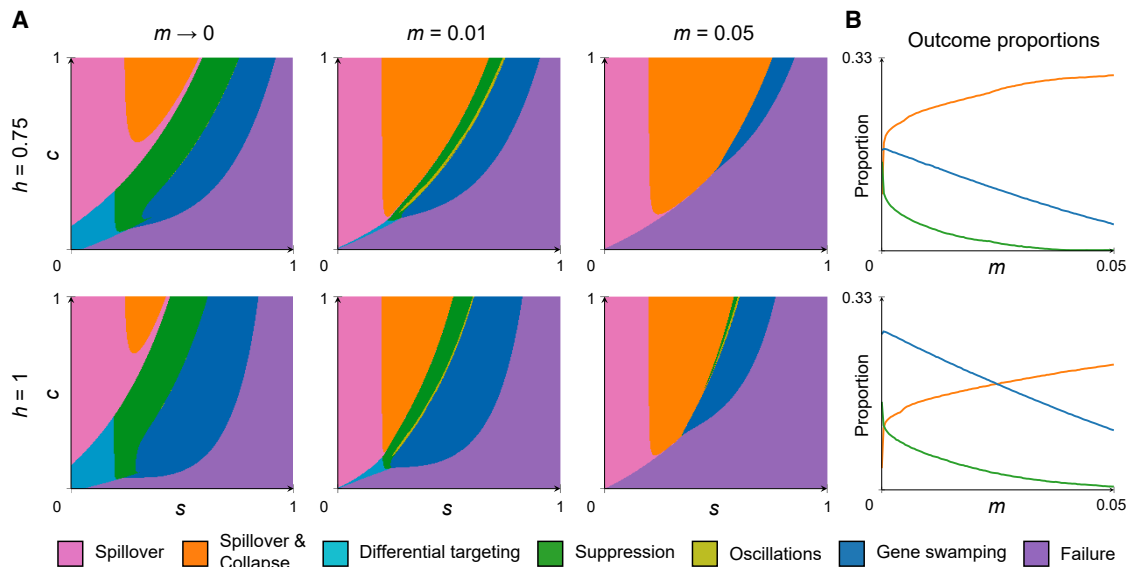 A
B
m → 0
m = 0.01
m = 0.05
Outcome proportions
h = 0.75
c
1
0
1
1
0
1
1
0
1
0.33
Proportion
0
m
0.05
h = 1
c
1
0
s
1
1
0
s
1
1
0
s
1
0.33
Proportion
0
m
0.05
Spillover
Spillover &
Collapse
Differential targeting
Suppression
Oscillations
Gene swamping
Failure